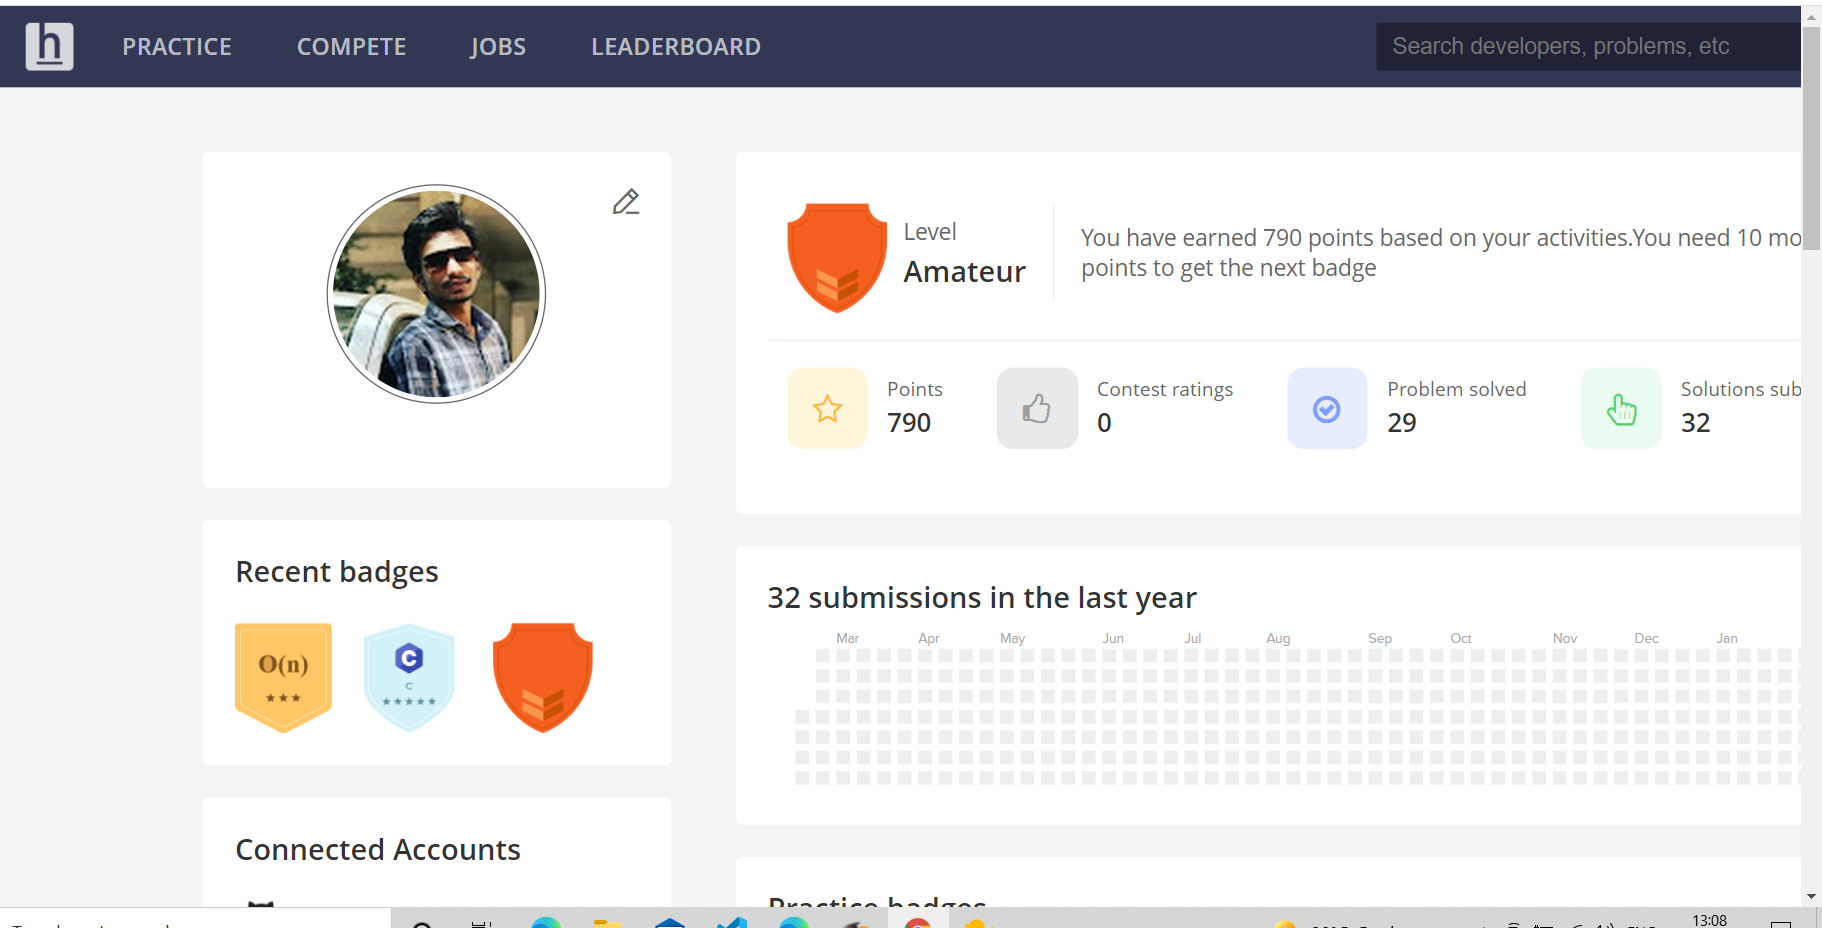 h
PRACTICE
COMPETE
JOBS
LEADERBOARD
Search developers, problems, etc
Level
Amateur
You have earned 790 points based on your activities.You need 10 mo
points to get the next badge
Points
790
Contest ratings
0
Problem solved
29
Solutions sub
32
Recent badges
O(n)
C
C
32 submissions in the last year
Mar Apr May Jun Jul Aug Sep Oct Nov Dec Jan
Connected Accounts
Practice badges
13:08